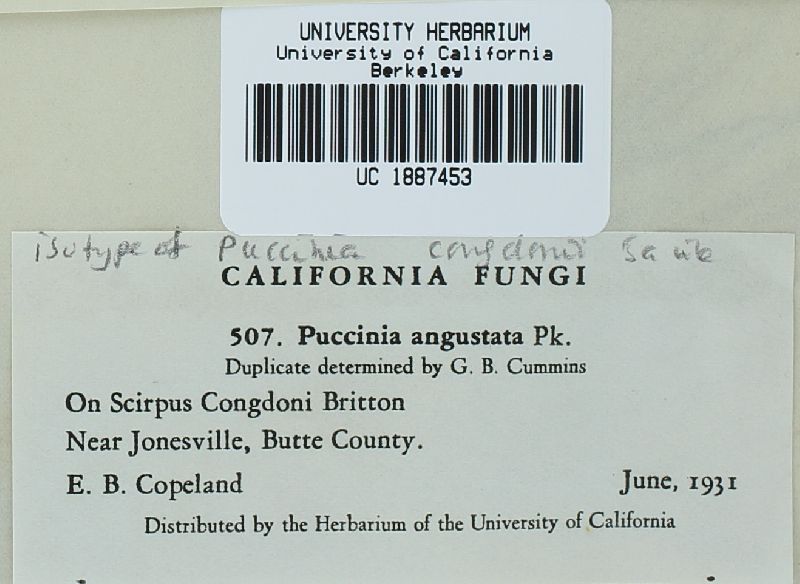 UNIVERSITY HERBARIUM
University of California
Berkeley
UC 1887453
isotype of Puccinia congdonii
CALIFORNIA FUNGI
507. Puccinia angustata Pk.
Duplicate determined by G. B. Cummins
On Scirpus Congdoni Britton
Near Jonesville, Butte County.
E. B. Copeland June, 1931
Distributed by the Herbarium of the University of California